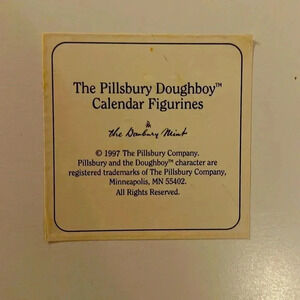 The Pillsbury Doughboy™
Calendar Figurines
the Danbury Mint
© 1997 The Pillsbury Company.
Pillsbury and the Doughboy™ character are
registered trademarks of The Pillsbury Company,
Minneapolis, MN 55402.
All Rights Reserved.